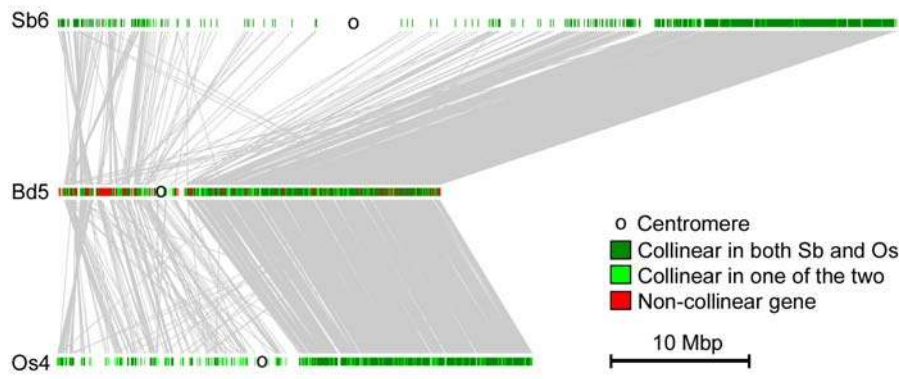 Sb6
Bd5
Os4
o Centromere
Collinear in both Sb and Os
Collinear in one of the two
Non-collinear gene
10 Mbp